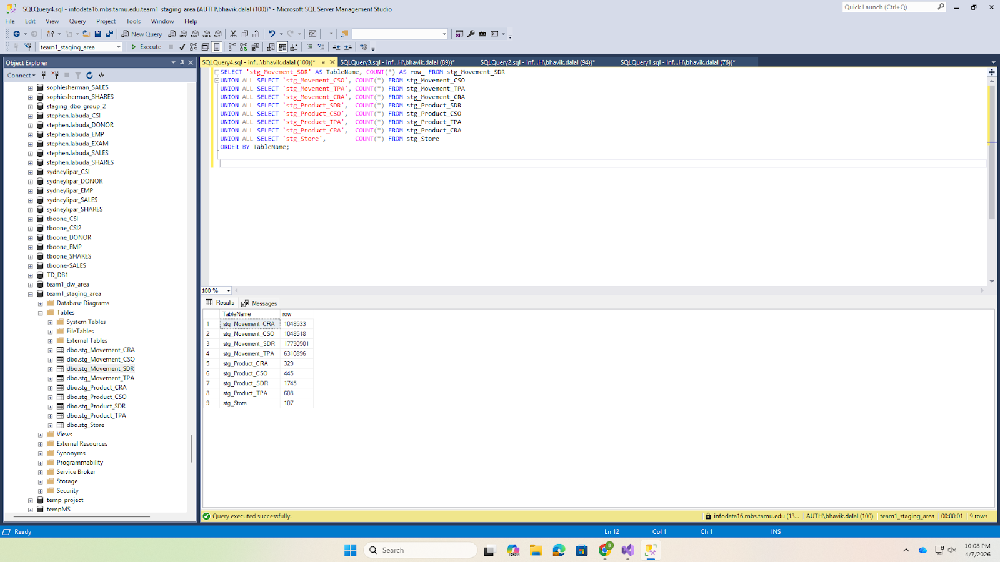 SQLQuery4.sql - infodata16.mbs.tamu.edu.team1_staging_area (AUTH\bhavik.dalal (100))* - Microsoft SQL Server Management Studio
Quick Launch (Ctrl+Q)
File Edit View Query Project Tools Window Help
New Query
team1_staging_area
Execute
Object Explorer
Connect
sophiesherman_SALES
sophiesherman_SHARES
staging_dbo_group_2
stephen.labuda_CSI
stephen.labuda_DONOR
stephen.labuda_EMP
stephen.labuda_EXAM
stephen.labuda_SALES
stephen.labuda_SHARES
sydneylipar_CSI
sydneylipar_DONOR
sydneylipar_EMP
sydneylipar_SALES
sydneylipar_SHARES
tboone_CSI
tboone_CSI2
tboone_DONOR
tboone_EMP
tboone_SHARES
tboone-SALES
TD_DB1
team1_dw_area
team1_staging_area
Database Diagrams
Tables
System Tables
FileTables
External Tables
dbo.stg_Movement_CRA
dbo.stg_Movement_CSO
dbo.stg_Movement_SDR
dbo.stg_Movement_TPA
dbo.stg_Product_CRA
dbo.stg_Product_CSO
dbo.stg_Product_SDR
dbo.stg_Product_TPA
dbo.stg_Store
Views
External Resources
Synonyms
Programmability
Service Broker
Storage
Security
temp_project
tempMS
SQLQuery4.sql - inf...\bhavik.dalal (100))* SQLQuery3.sql - inf...H\bhavik.dalal (89))* SQLQuery2.sql - inf...H\bhavik.dalal (94))* SQLQuery1.sql - inf...H\bhavik.dalal (76))*
SELECT 'stg_Movement_SDR' AS TableName, COUNT(*) AS row_ FROM stg_Movement_SDR
UNION ALL SELECT 'stg_Movement_CSO', COUNT(*) FROM stg_Movement_CSO
UNION ALL SELECT 'stg_Movement_TPA', COUNT(*) FROM stg_Movement_TPA
UNION ALL SELECT 'stg_Movement_CRA', COUNT(*) FROM stg_Movement_CRA
UNION ALL SELECT 'stg_Product_SDR', COUNT(*) FROM stg_Product_SDR
UNION ALL SELECT 'stg_Product_CSO', COUNT(*) FROM stg_Product_CSO
UNION ALL SELECT 'stg_Product_TPA', COUNT(*) FROM stg_Product_TPA
UNION ALL SELECT 'stg_Product_CRA', COUNT(*) FROM stg_Product_CRA
UNION ALL SELECT 'stg_Store', COUNT(*) FROM stg_Store
ORDER BY TableName;
100 %
Results Messages
TableName row_
1 stg_Movement_CRA 1048533
2 stg_Movement_CSO 1048518
3 stg_Movement_SDR 17730501
4 stg_Movement_TPA 6310896
5 stg_Product_CRA 329
6 stg_Product_CSO 445
7 stg_Product_SDR 1745
8 stg_Product_TPA 608
9 stg_Store 107
Query executed successfully. infodata16.mbs.tamu.edu (13... AUTH\bhavik.dalal (100) team1_staging_area 00:00:01 9 rows
Ready Ln 12 Col 1 Ch 1 INS
Search
10:08 PM
4/7/2026